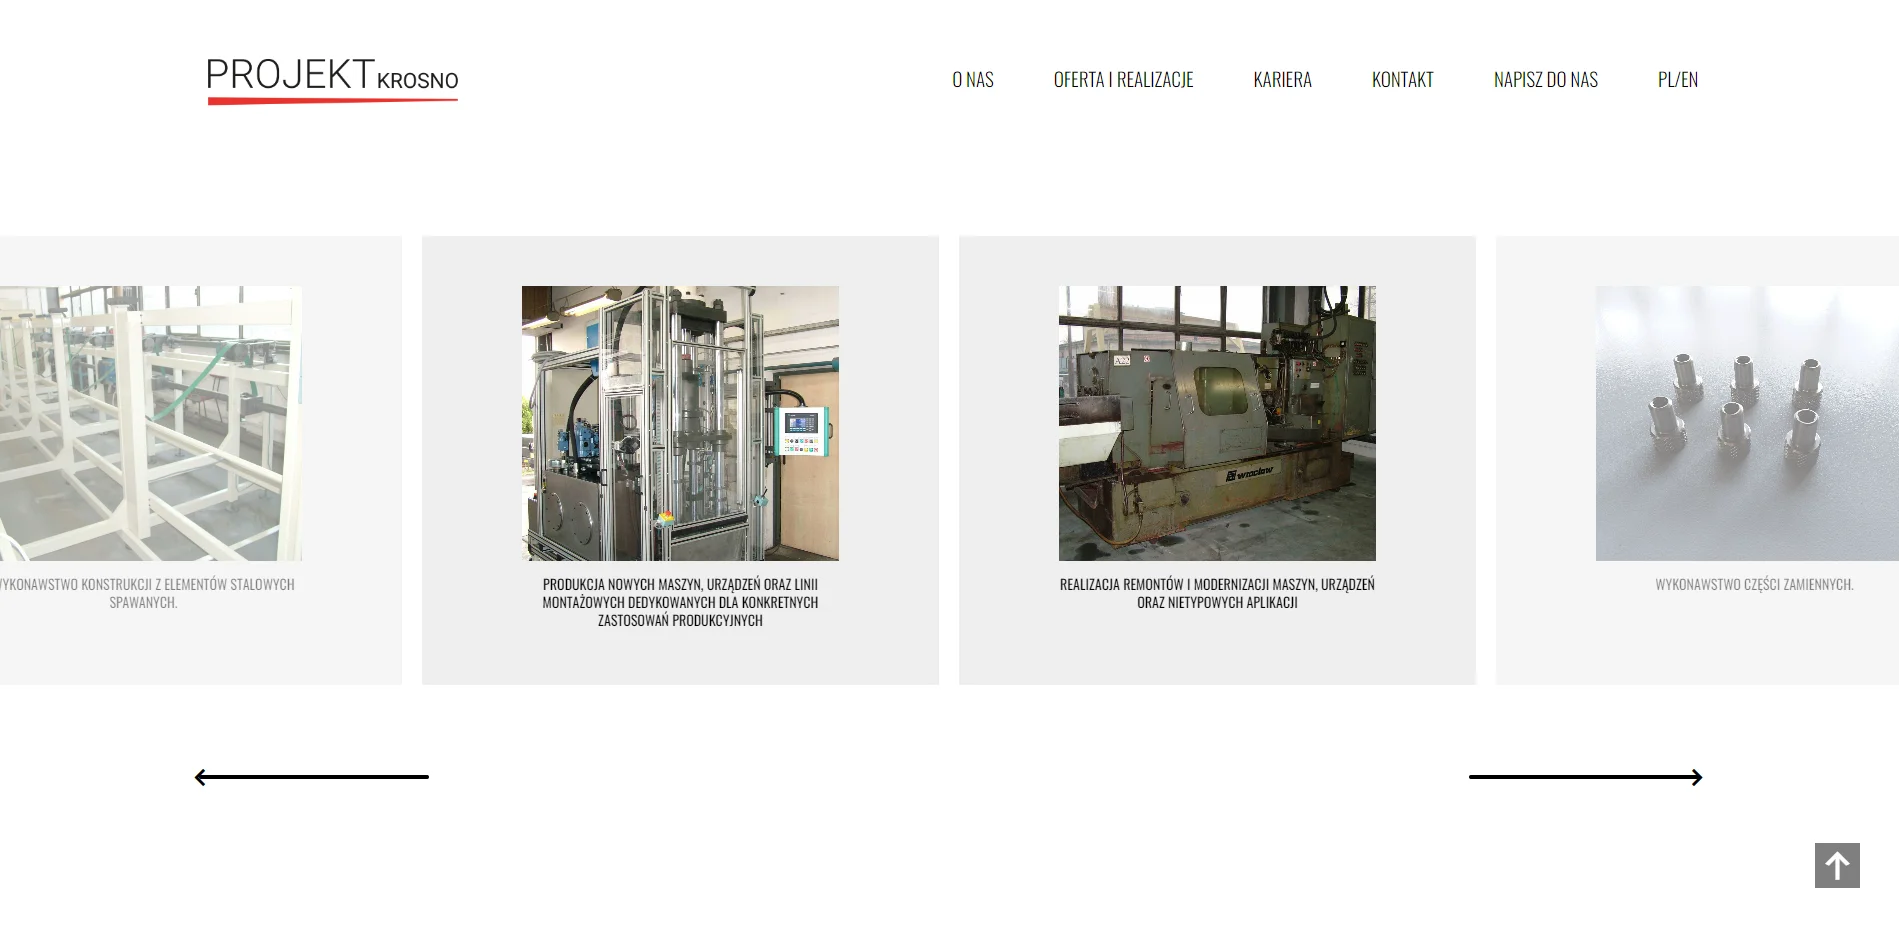 PROJEKT KROSNO
O NAS
OFERTA I REALIZACJE
KARIERA
KONTAKT
NAPISZ DO NAS
PL/EN
KONSTRUKCJI Z ELEMENTÓW STALOWYCH
SPAWANYCH.
PRODUKCJA NOWYCH MASZYN, URZĄDZEŃ ORAZ LINII
MONTAŻOWYCH DEDYKOWANYCH DLA KONKRETNYCH
ZASTOSOWAŃ PRODUKCYJNYCH
wrocław
REALIZACJA REMONTÓW I MODERNIZACJI MASZYN, URZĄDZEŃ
ORAZ NIETYPOWYCH APLIKACJI
WYKONAWSTWO CZĘŚCI ZAMIENNYCH.